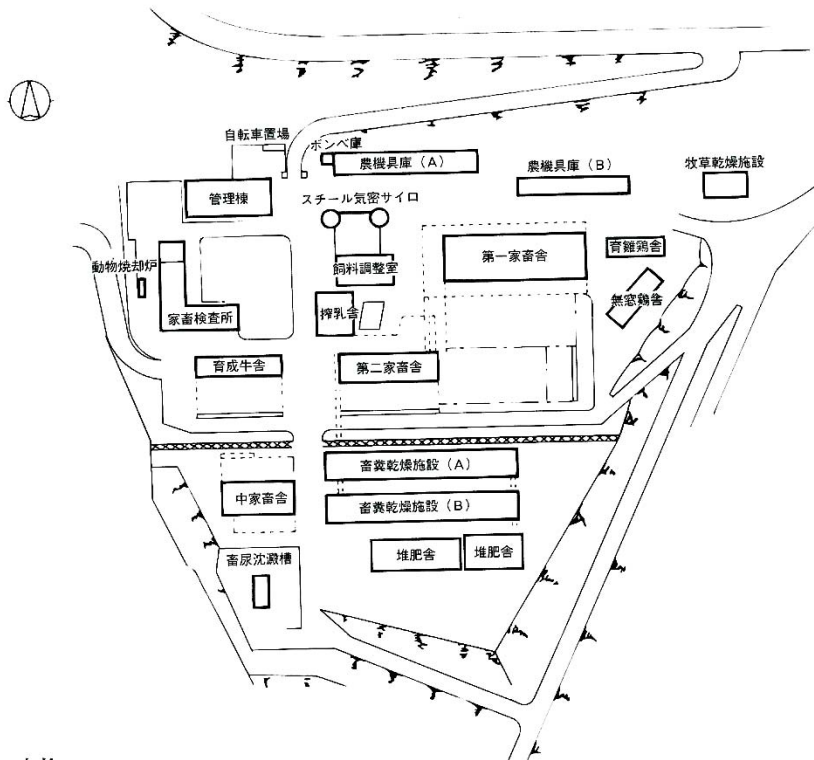 自転車置場
ボンベ庫
農機具庫（A）
農機具庫（B）
牧草乾燥施設
管理棟
スチール気密サイロ
動物焼却炉
飼料調整室
第一家畜舎
育雛鶏舎
無窓鶏舎
家畜検査所
搾乳舎
育成牛舎
第二家畜舎
畜糞乾燥施設（A）
中家畜舎
畜糞乾燥施設（B）
堆肥舎
堆肥舎
畜尿沈澱槽